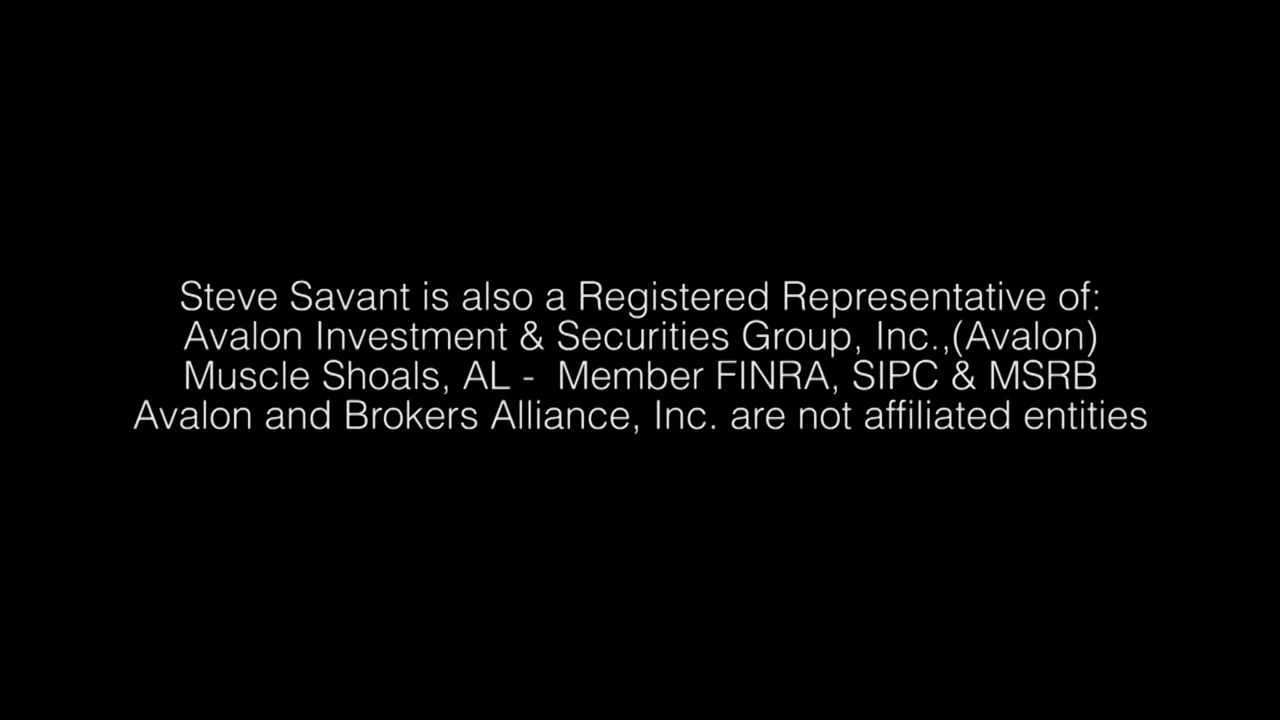 Steve Savant is also a Registered Representative of:
Avalon Investment & Securities Group, Inc.,(Avalon)
Muscle Shoals, AL -  Member FINRA, SIPC & MSRB
Avalon and Brokers Alliance, Inc. are not affiliated entities